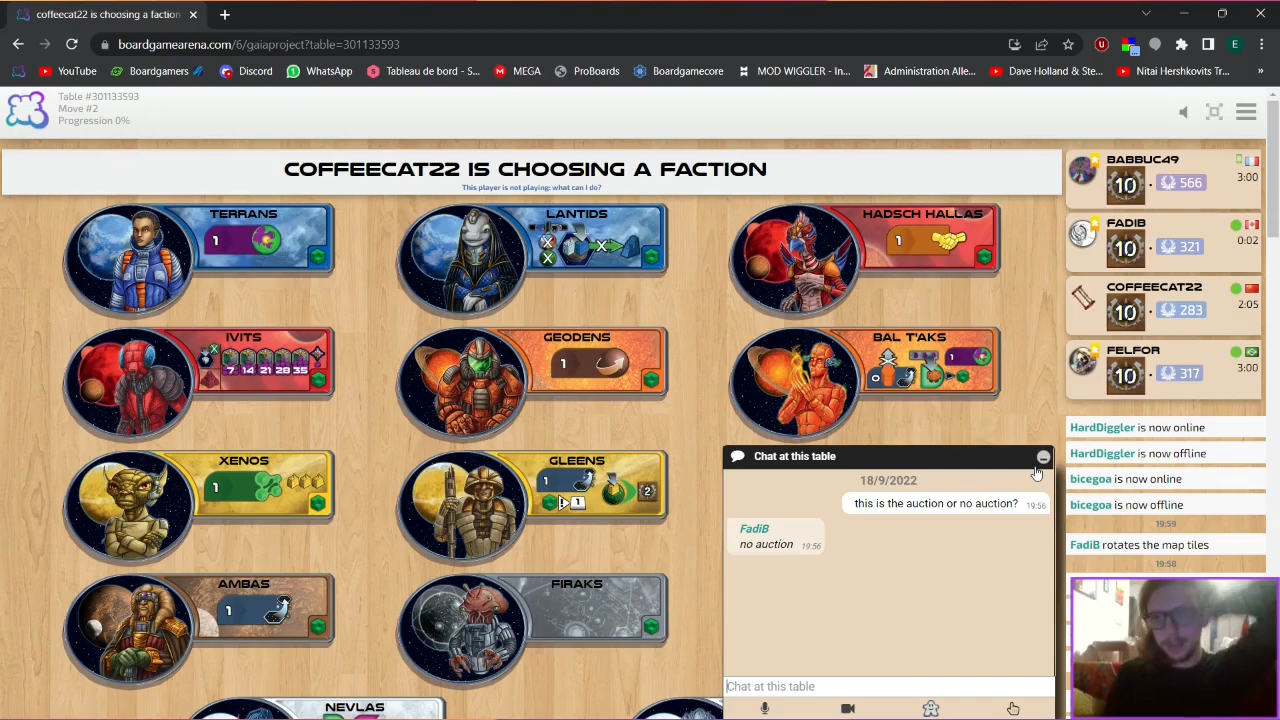 coffeecat22 is choosing a faction
boardgamearena.com/6/gaiaproject?table=301133593
E
YouTube
Boardgamers
Discord
WhatsApp
Tableau de bord - S...
MEGA
ProBoards
Boardgamecore
MOD WIGGLER - In...
Administration Alle...
Dave Holland & Ste...
Nitai Hershkovits Tr...
»
Table #301133593
Move #2
Progression 0%
COFFEECAT22 IS CHOOSING A FACTION
This player is not playing: what can I do?
BABBUC49
10 • 566
3:00
FADIB
10 • 321
0:02
COFFEECAT22
10 • 283
2:05
FELFOR
10 • 317
3:00
TERRANS
1
LANTIDS
X
X
X
HADSCH HALLAS
1
IVITS
X
7 14 21 28 35
GEODENS
1
BAL T'AKS
1
0
XENOS
1
GLEENS
1
1
2
AMBAS
1
FIRAKS
NEVLAS
HardDiggler is now online
HardDiggler is now offline
bicegoa is now online
bicegoa is now offline
19:59
FadiB rotates the map tiles
19:58
Chat at this table
18/9/2022
this is the auction or no auction? 19:56
FadiB
no auction 19:56
Chat at this table